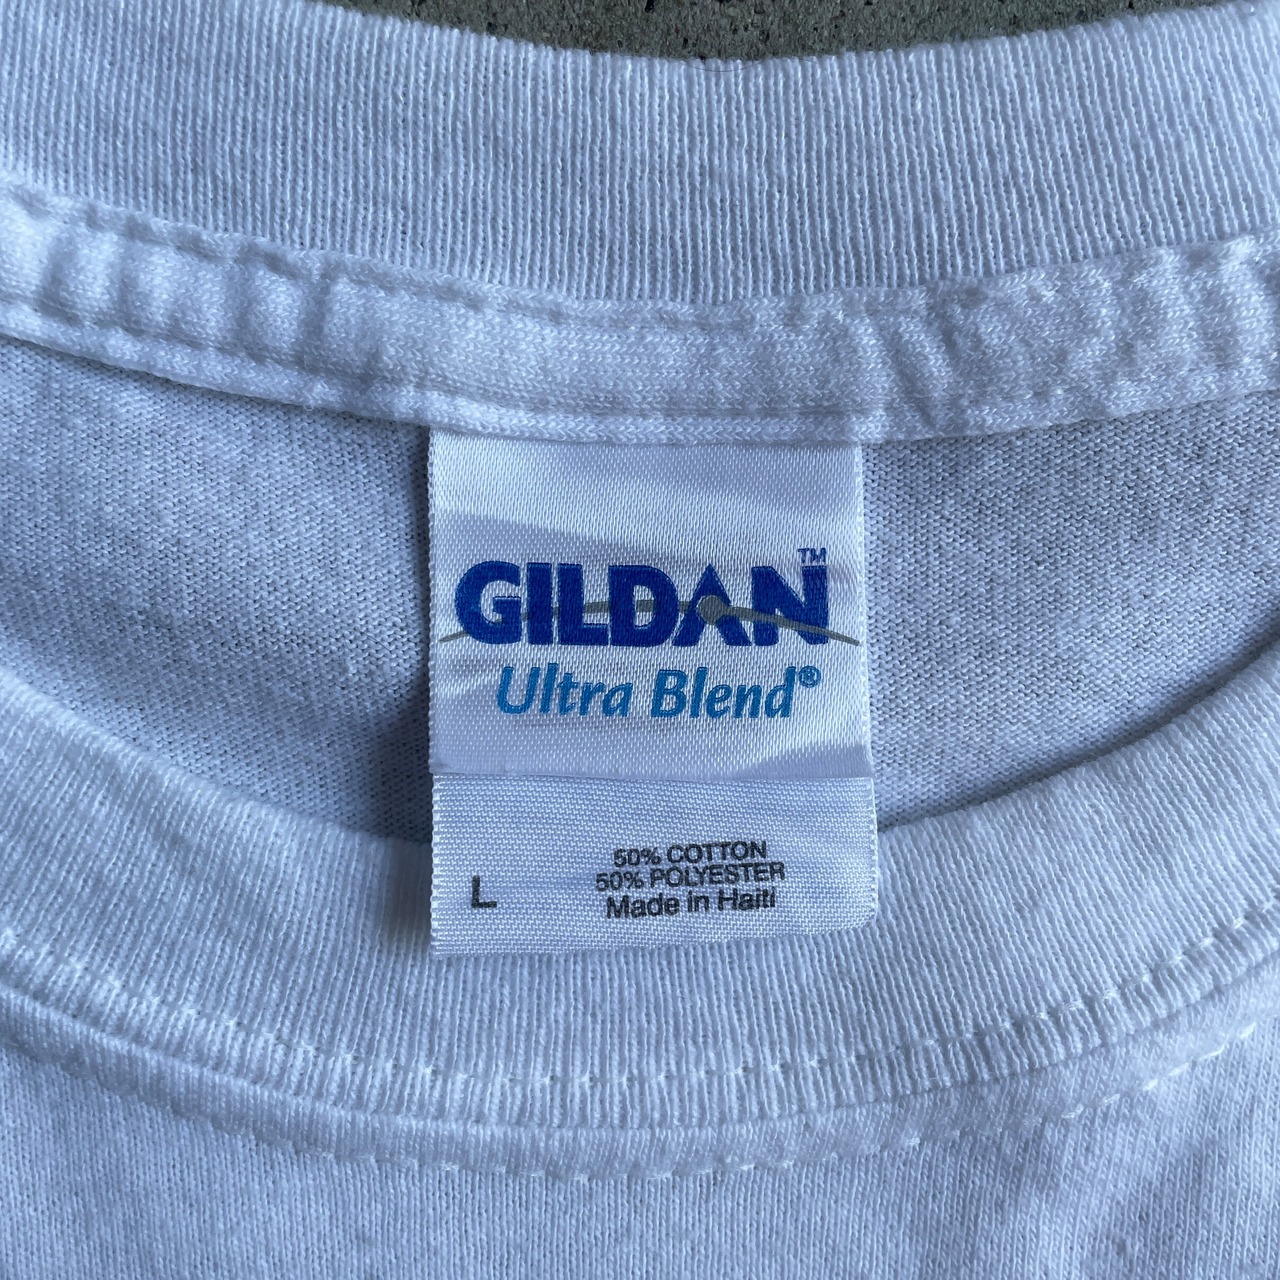 GILDAN™
Ultra Blend®
50% COTTON
50% POLYESTER
L
Made in Haiti